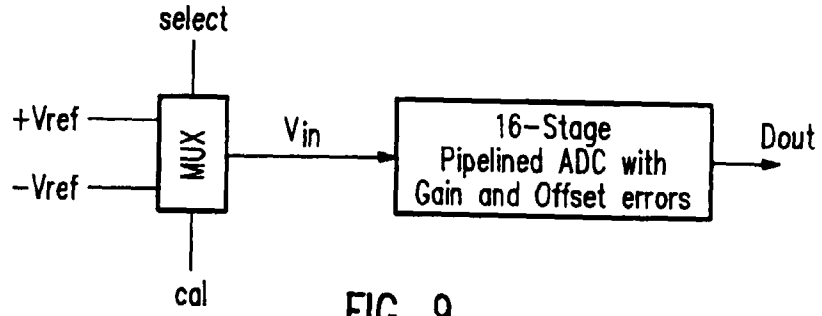 select
+Vref
-Vref
MUX
Vin
16-Stage
Pipelined ADC with
Gain and Offset errors
Dout
cal
FIG. 9